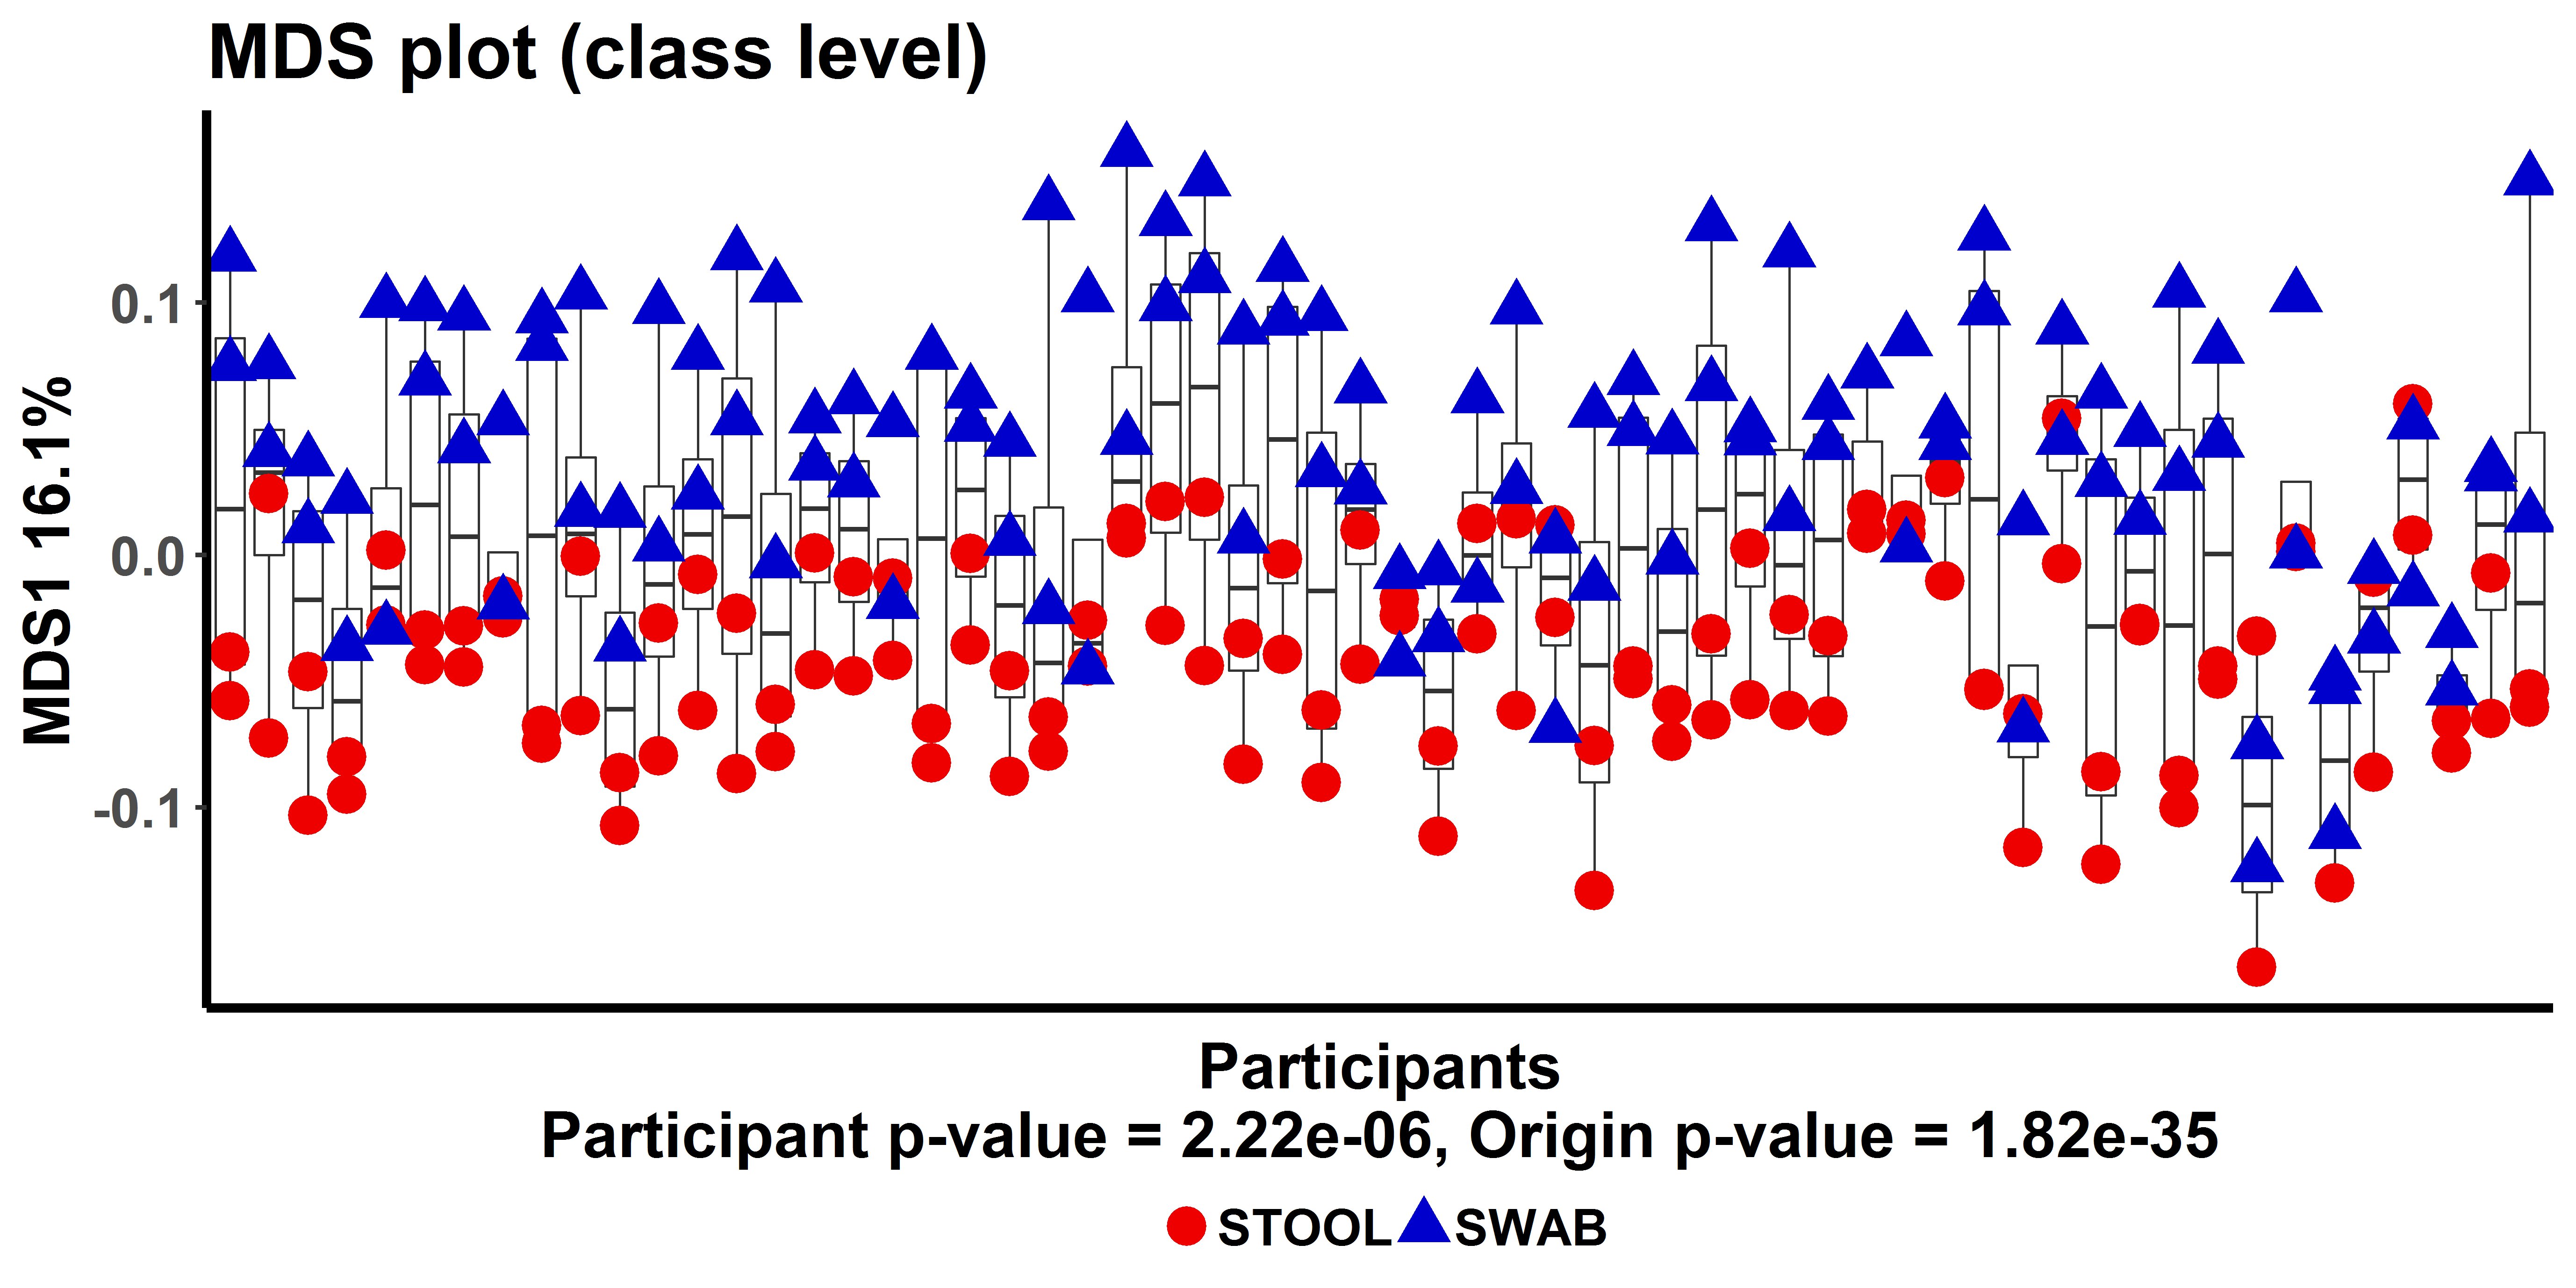 MDS plot (class level)
MDS1 16.1%
0.1
0.0
-0.1
Participants
Participant p-value = 2.22e-06, Origin p-value = 1.82e-35
STOOL SWAB